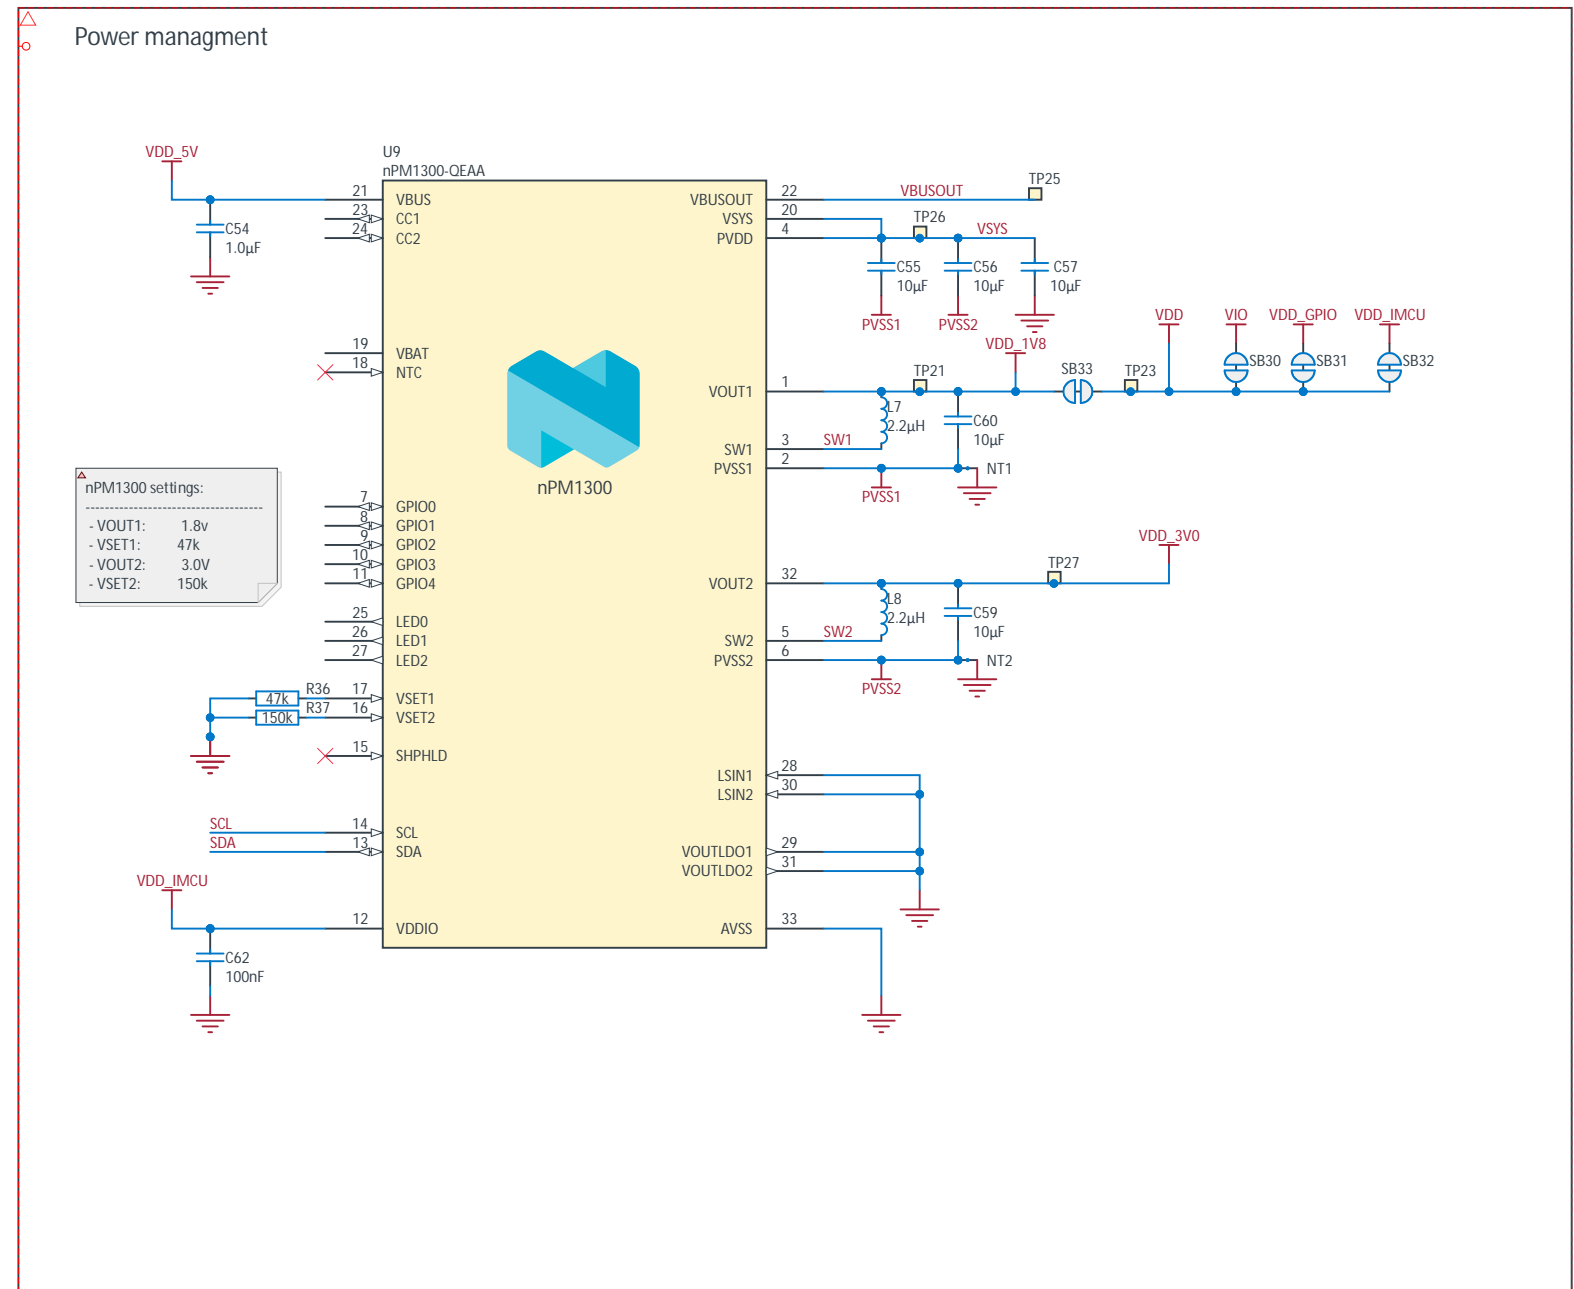 Power managment
VDD_5V
U9
nPM1300-QEAA
21 VBUS
23 CC1
24 CC2
C54
1.0µF
VBUSOUT 22 VBUSOUT TP25
VSYS 20
PVDD 4 TP26 VSYS
C55 C56 C57
10µF 10µF 10µF
PVSS1 PVSS2
19 VBAT
18 NTC
VDD_1V8 VDD VIO VDD_GPIO VDD_IMCU
SB30 SB31 SB32
VOUT1 1 TP21 SB33 TP23
L7
2.2µH
C60
10µF
SW1 3 SW1
PVSS1 2 NT1
PVSS1
nPM1300
nPM1300 settings:
- VOUT1: 1.8v
- VSET1: 47k
- VOUT2: 3.0V
- VSET2: 150k
7 GPIO0
8 GPIO1
9 GPIO2
10 GPIO3
11 GPIO4
VDD_3V0
VOUT2 32 TP27
L8
2.2µH
C59
10µF
SW2 5 SW2
PVSS2 6 NT2
PVSS2
25 LED0
26 LED1
27 LED2
47k R36 17 VSET1
150k R37 16 VSET2
15 SHPHLD
LSIN1 28
LSIN2 30
SCL 14 SCL
SDA 13 SDA
VOUTLDO1 29
VOUTLDO2 31
VDD_IMCU
12 VDDIO
AVSS 33
C62
100nF